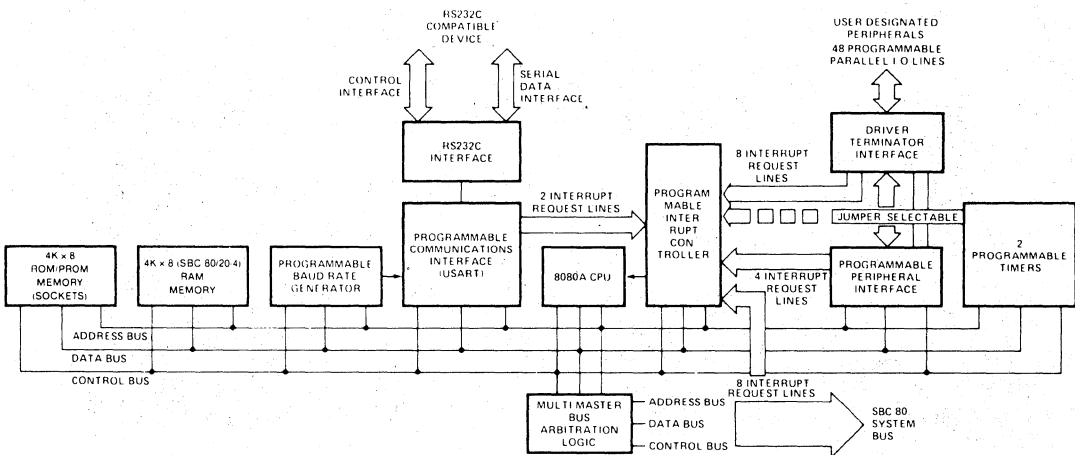 RS232C
COMPATIBLE
DEVICE
CONTROL
INTERFACE
SERIAL
DATA
INTERFACE
RS232C
INTERFACE
USER DESIGNATED
PERIPHERALS
48 PROGRAMMABLE
PARALLEL I O LINES
DRIVER
TERMINATOR
INTERFACE
8 INTERRUPT
REQUEST
LINES
2 INTERRUPT
REQUEST LINES
PROGRAM
MABLE
INTER
RUPT
CON
TROLLER
JUMPER SELECTABLE
4K × 8
ROM/PROM
MEMORY
(SOCKETS)
4K × 8 (SBC 80/20-4)
RAM
MEMORY
PROGRAMMABLE
BAUD RATE
GENERATOR
PROGRAMMABLE
COMMUNICATIONS
INTERFACE
(USART)
8080A CPU
4 INTERRUPT
REQUEST
LINES
PROGRAMMABLE
PERIPHERAL
INTERFACE
2
PROGRAMMABLE
TIMERS
ADDRESS BUS
DATA BUS
CONTROL BUS
8 INTERRUPT
REQUEST LINES
MULTI MASTER
BUS
ARBITRATION
LOGIC
ADDRESS BUS
DATA BUS
CONTROL BUS
SBC 80
SYSTEM
BUS